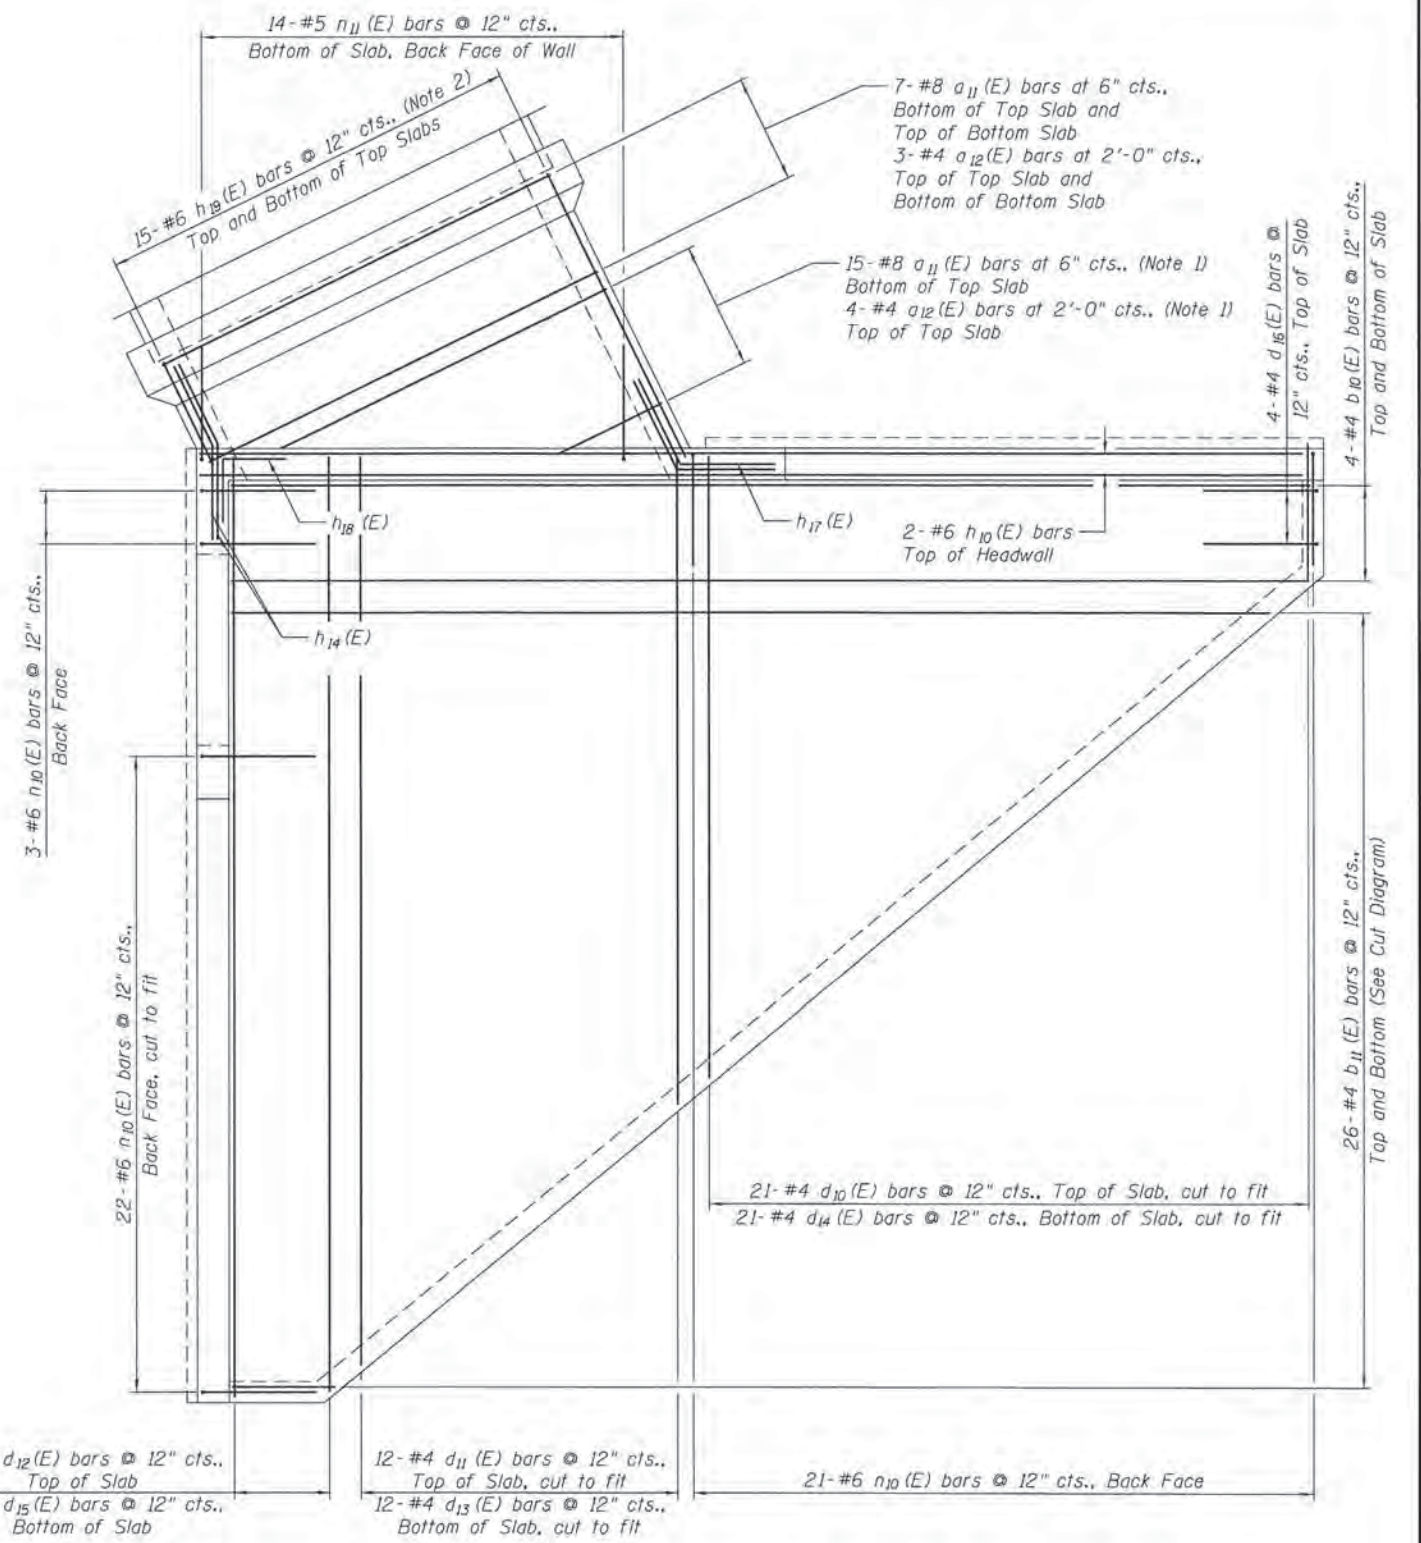 14-#5 n11(E) bars @ 12" cts.,
Bottom of Slab, Back Face of Wall
15-#6 h19(E) bars @ 12" cts., (Note 2)
Top and Bottom of Top Slabs
7-#8 a11(E) bars at 6" cts.,
Bottom of Top Slab and
Top of Bottom Slab
3-#4 a12(E) bars at 2'-0" cts.,
Top of Top Slab and
Bottom of Bottom Slab
15-#8 a11(E) bars at 6" cts., (Note 1)
Bottom of Top Slab
4-#4 a12(E) bars at 2'-0" cts., (Note 1)
Top of Top Slab
4-#4 d16(E) bars @
12" cts., Top of Slab
4-#4 b10(E) bars @ 12" cts.,
Top and Bottom of Slab
h18(E)
h17(E)
2-#6 h10(E) bars
Top of Headwall
h14(E)
3-#6 n10(E) bars @ 12" cts.,
Back Face
22-#6 n10(E) bars @ 12" cts.,
Back Face, cut to fit
26-#4 b11(E) bars @ 12" cts.,
Top and Bottom (See Cut Diagram)
21-#4 d10(E) bars @ 12" cts., Top of Slab, cut to fit
21-#4 d14(E) bars @ 12" cts., Bottom of Slab, cut to fit
d12(E) bars @ 12" cts.,
Top of Slab
d15(E) bars @ 12" cts.,
Bottom of Slab
12-#4 d11(E) bars @ 12" cts.,
Top of Slab, cut to fit
12-#4 d13(E) bars @ 12" cts.,
Bottom of Slab, cut to fit
21-#6 n10(E) bars @ 12" cts., Back Face